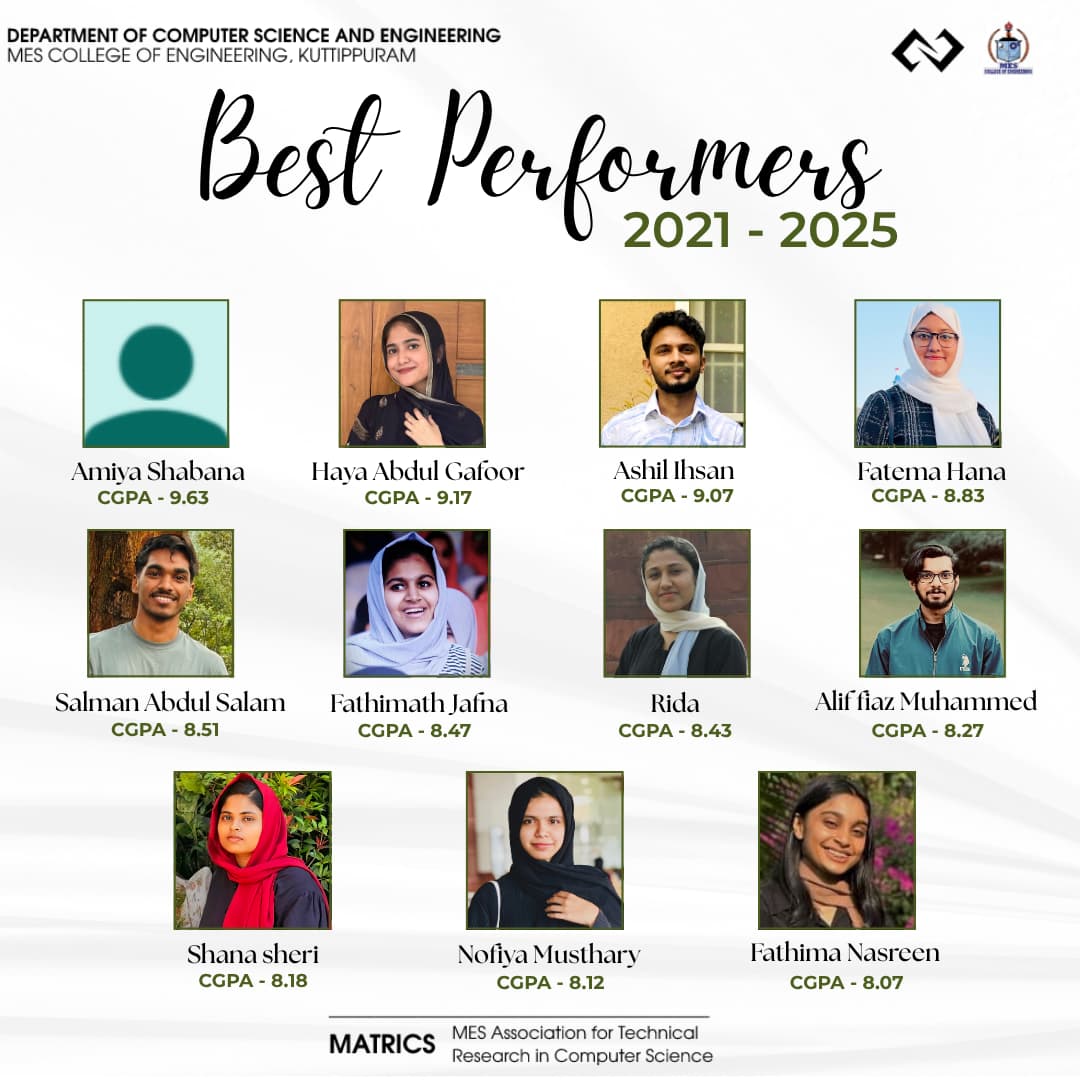 DEPARTMENT OF COMPUTER SCIENCE AND ENGINEERING
MES COLLEGE OF ENGINEERING, KUTTIPPURAM
MES
COLLEGE OF ENGINEERING
Best Performers
2021 - 2025
Amiya Shabana
CGPA - 9.63
Haya Abdul Gafoor
CGPA - 9.17
Ashil Ihsan
CGPA - 9.07
Fatema Hana
CGPA - 8.83
Salman Abdul Salam
CGPA - 8.51
Fathimath Jafna
CGPA - 8.47
Rida
CGPA - 8.43
Alif fiaz Muhammed
CGPA - 8.27
Shana sheri
CGPA - 8.18
Nofiya Musthary
CGPA - 8.12
Fathima Nasreen
CGPA - 8.07
MATRICS
MES Association for Technical
Research in Computer Science